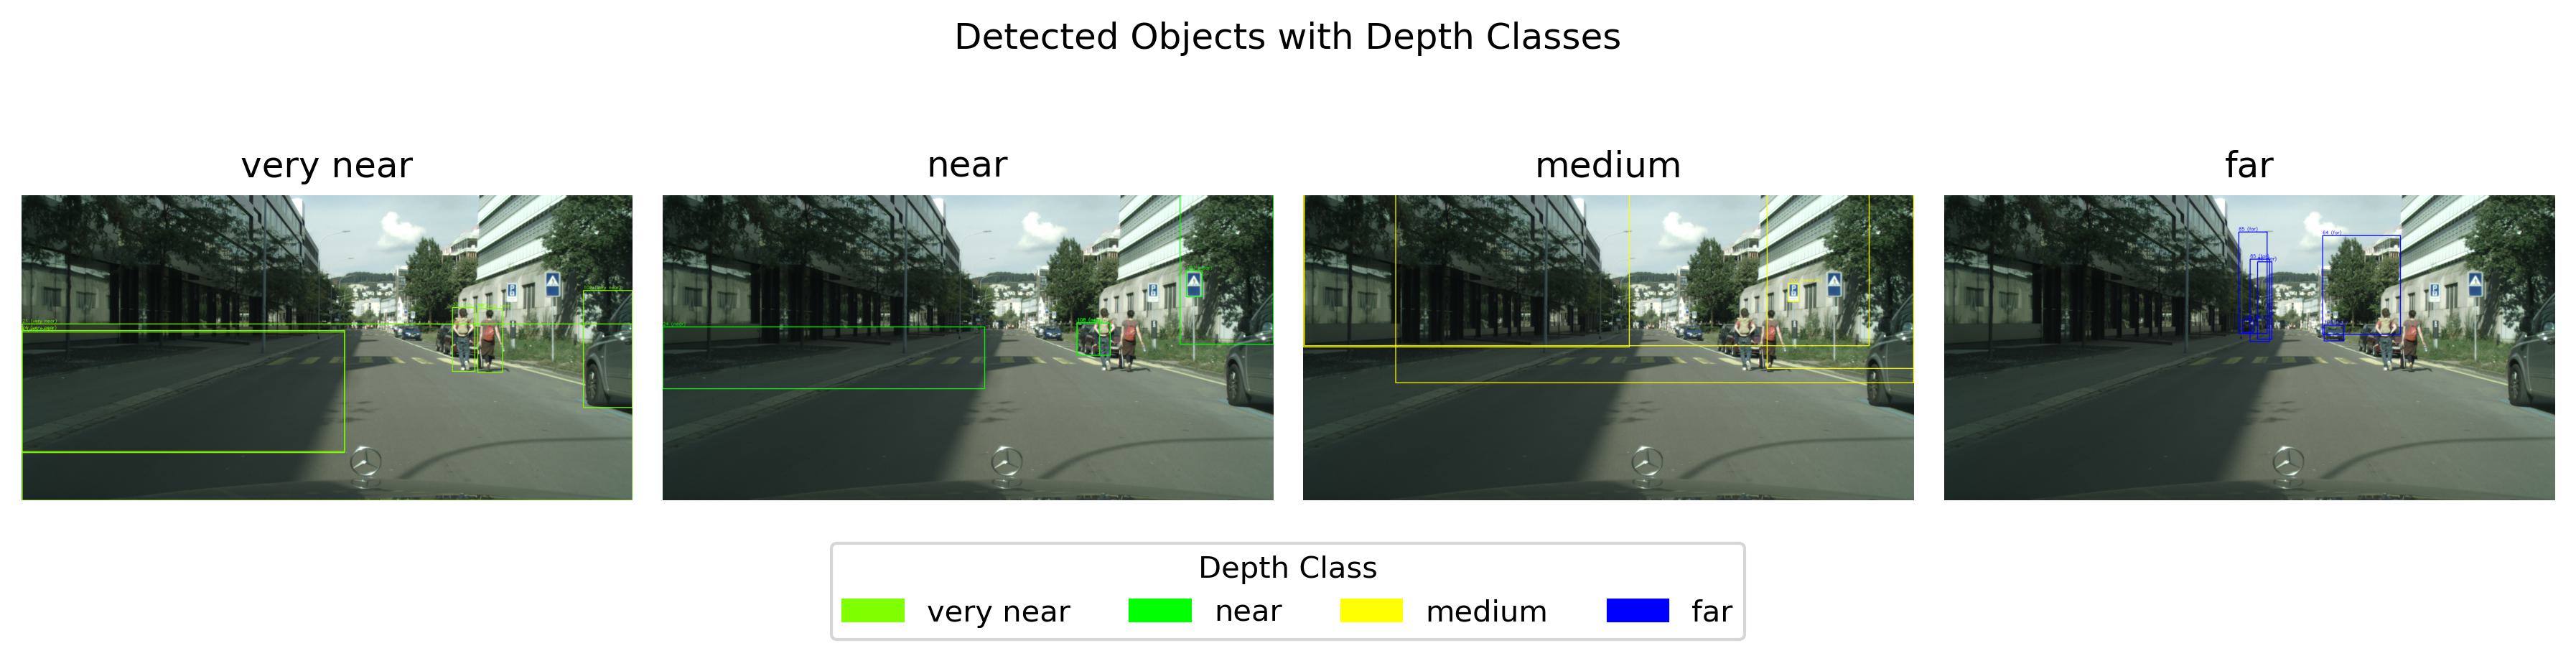 Detected Objects with Depth Classes
very near
near
medium
far
Depth Class
very near
near
medium
far